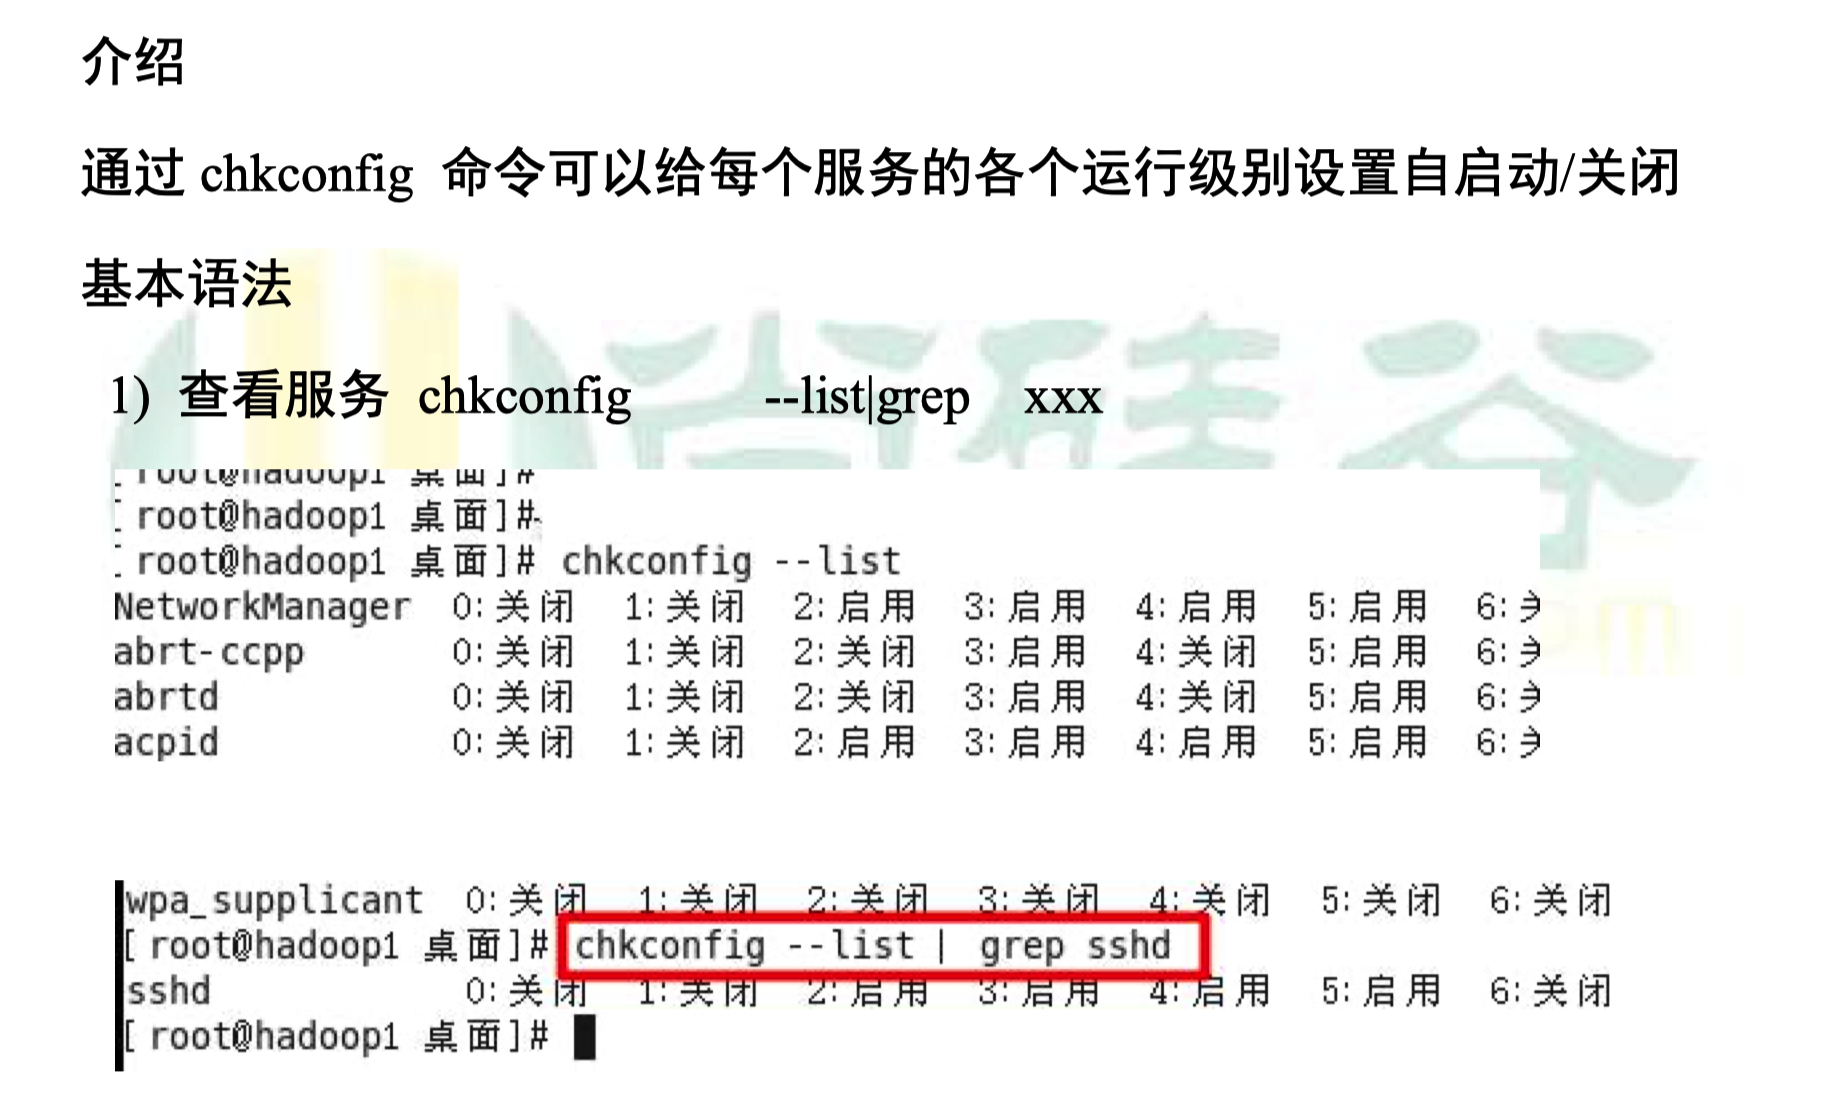 介绍
通过 chkconfig 命令可以给每个服务的各个运行级别设置自启动/关闭
基本语法
1) 查看服务 chkconfig --list|grep xxx
[ root@hadoop1 桌面]#
[ root@hadoop1 桌面]#
[ root@hadoop1 桌面]# chkconfig --list
NetworkManager 0:关闭 1:关闭 2:启用 3:启用 4:启用 5:启用 6:
abrt-ccpp 0:关闭 1:关闭 2:关闭 3:启用 4:关闭 5:启用 6:
abrtd 0:关闭 1:关闭 2:关闭 3:启用 4:关闭 5:启用 6:
acpid 0:关闭 1:关闭 2:启用 3:启用 4:启用 5:启用 6:
wpa_supplicant 0:关闭 1:关闭 2:关闭 3:关闭 4:关闭 5:关闭 6:关闭
[ root@hadoop1 桌面]# chkconfig --list | grep sshd
sshd 0:关闭 1:关闭 2:启用 3:启用 4:启用 5:启用 6:关闭
[ root@hadoop1 桌面]#
尚硅谷